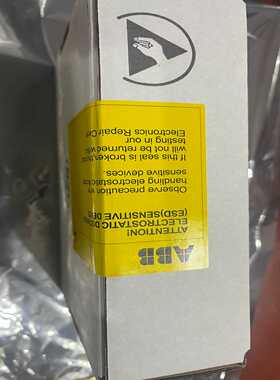 ABB
ATTENTION!
ELECTROSTATIC
(ESD)SENSITIVE
Observe precaution
handling electrostatic
sensitive devices.
If this seal is broken,
will not be returned
testing in our
Electronics Repair